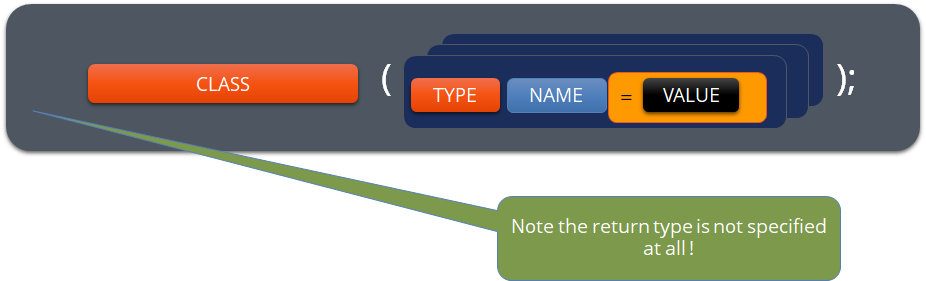 CLASS ( TYPE NAME = VALUE );
Note the return type is not specified
at all!